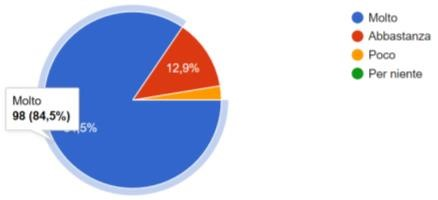 Molto
Abbastanza
Poco
Per niente
12,9%
Molto
98 (84,5%)